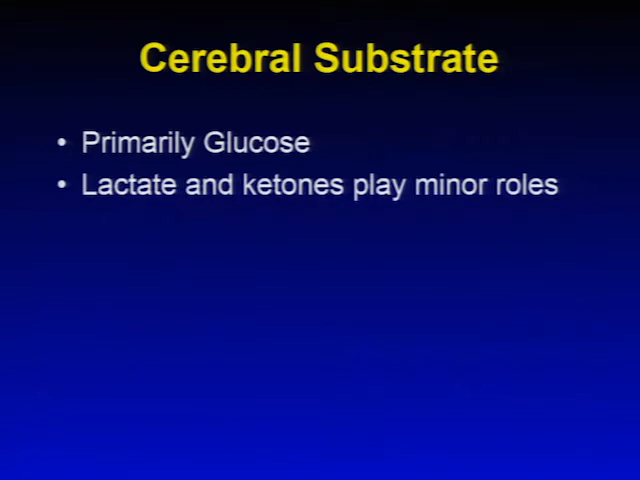 Cerebral Substrate
• Primarily Glucose
• Lactate and ketones play minor roles